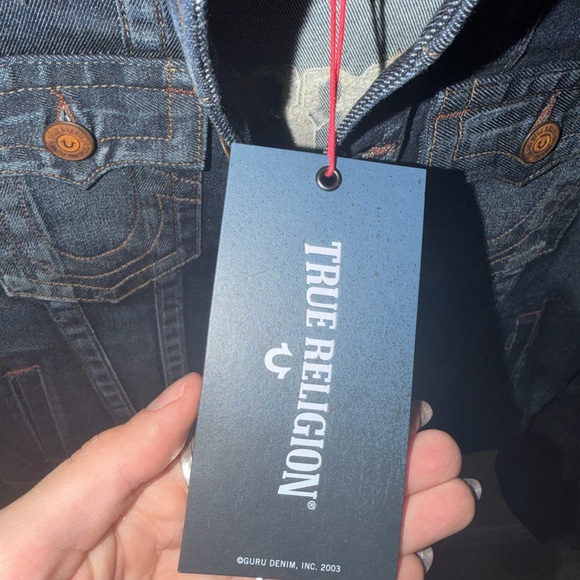 TRUE RELIGION®
©GURU DENIM, INC. 2003